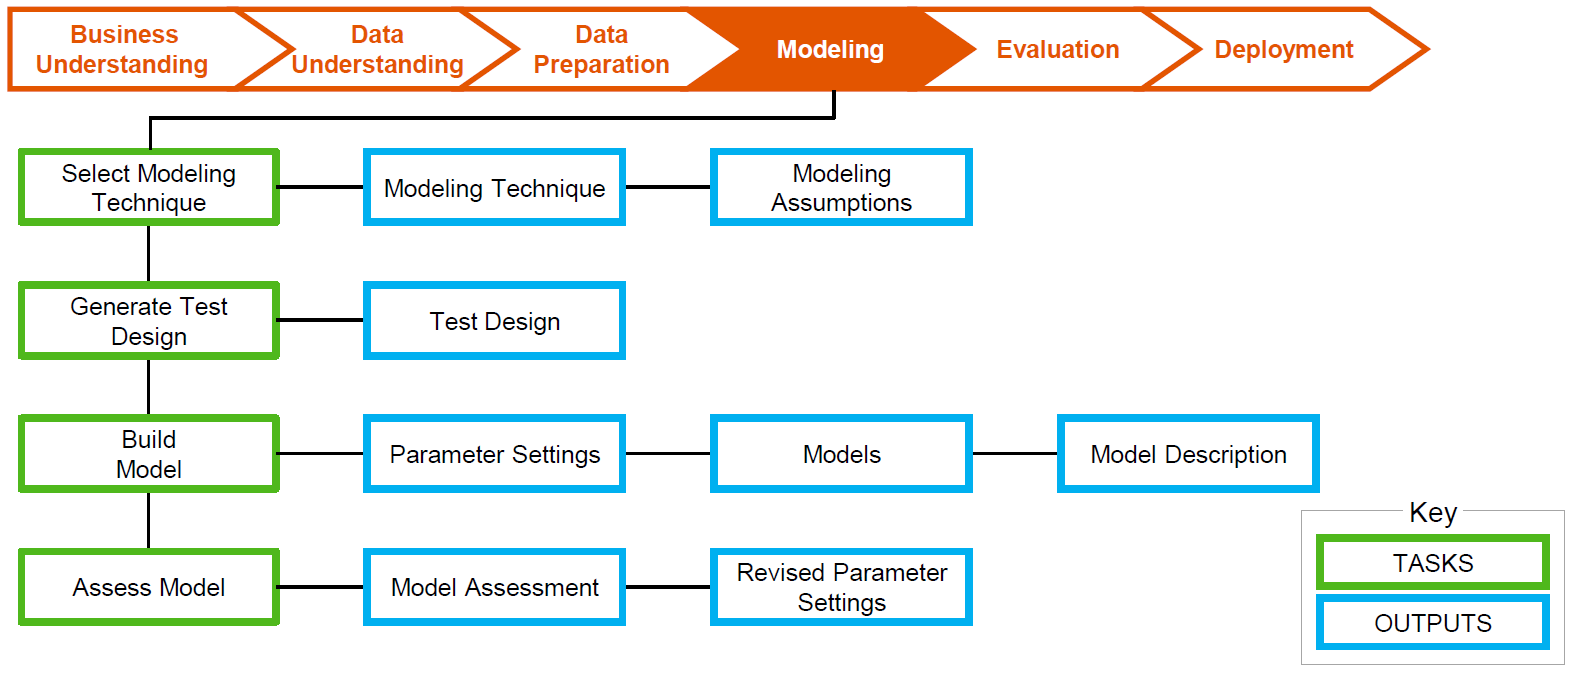 Business
Understanding
Data
Understanding
Data
Preparation
Modeling
Evaluation
Deployment
Select Modeling
Technique
Modeling Technique
Modeling
Assumptions
Generate Test
Design
Test Design
Build
Model
Parameter Settings
Models
Model Description
Assess Model
Model Assessment
Revised Parameter
Settings
Key
TASKS
OUTPUTS